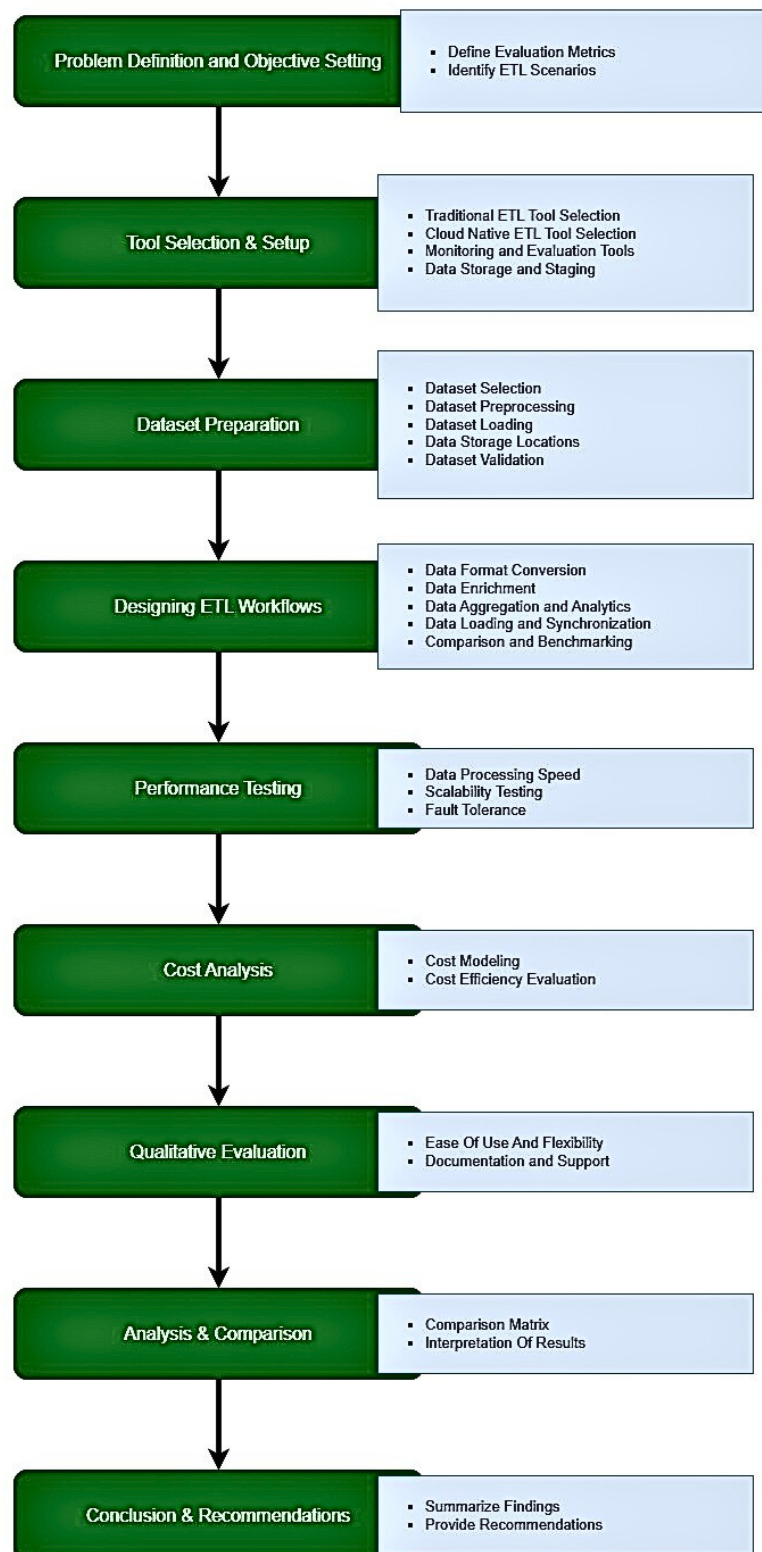 Problem Definition and Objective Setting
▪ Define Evaluation Metrics
▪ Identify ETL Scenarios
Tool Selection & Setup
▪ Traditional ETL Tool Selection
▪ Cloud Native ETL Tool Selection
▪ Monitoring and Evaluation Tools
▪ Data Storage and Staging
Dataset Preparation
▪ Dataset Selection
▪ Dataset Preprocessing
▪ Dataset Loading
▪ Data Storage Locations
▪ Dataset Validation
Designing ETL Workflows
▪ Data Format Conversion
▪ Data Enrichment
▪ Data Aggregation and Analytics
▪ Data Loading and Synchronization
▪ Comparison and Benchmarking
Performance Testing
▪ Data Processing Speed
▪ Scalability Testing
▪ Fault Tolerance
Cost Analysis
▪ Cost Modeling
▪ Cost Efficiency Evaluation
Qualitative Evaluation
▪ Ease Of Use And Flexibility
▪ Documentation and Support
Analysis & Comparison
▪ Comparison Matrix
▪ Interpretation Of Results
Conclusion & Recommendations
▪ Summarize Findings
▪ Provide Recommendations